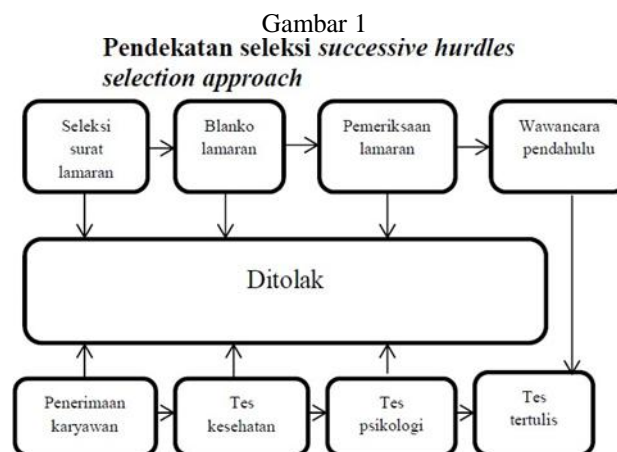 Gambar 1
Pendekatan seleksi successive hurdles
selection approach
Seleksi
surat
lamaran
Blanko
lamaran
Pemeriksaan
lamaran
Wawancara
pendahulu
Ditolak
Penerimaan
karyawan
Tes
kesehatan
Tes
psikologi
Tes
tertulis